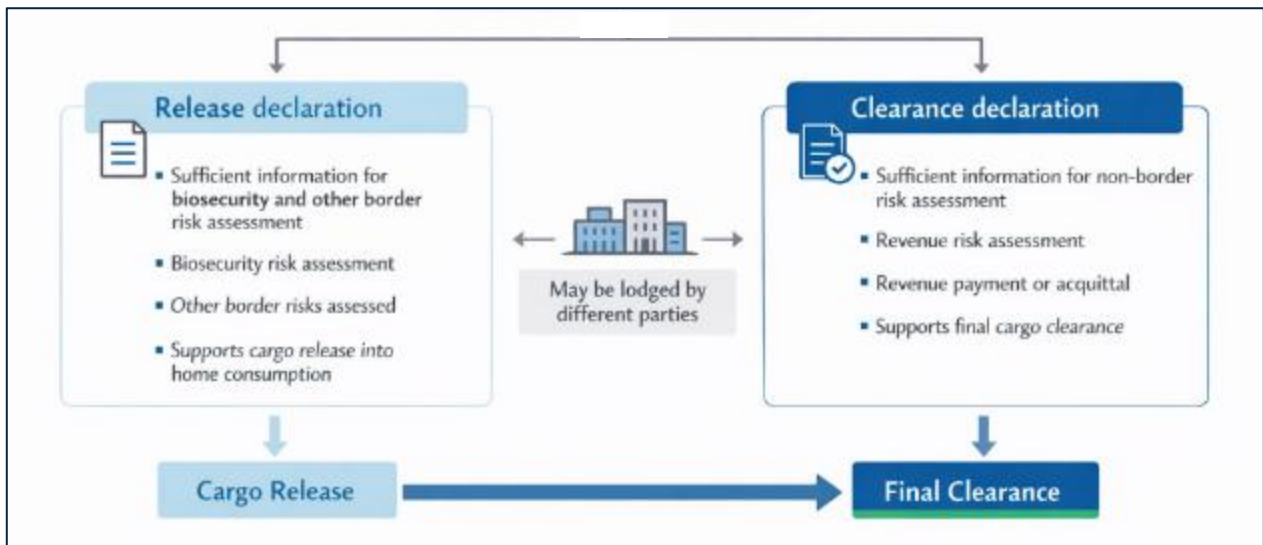 Release declaration
Sufficient information for
biosecurity and other border
risk assessment
Biosecurity risk assessment
Other border risks assessed
Supports cargo release into
home consumption
May be lodged by
different parties
Clearance declaration
Sufficient information for non-border
risk assessment
Revenue risk assessment
Revenue payment or acquittal
Supports final cargo clearance
Cargo Release
Final Clearance